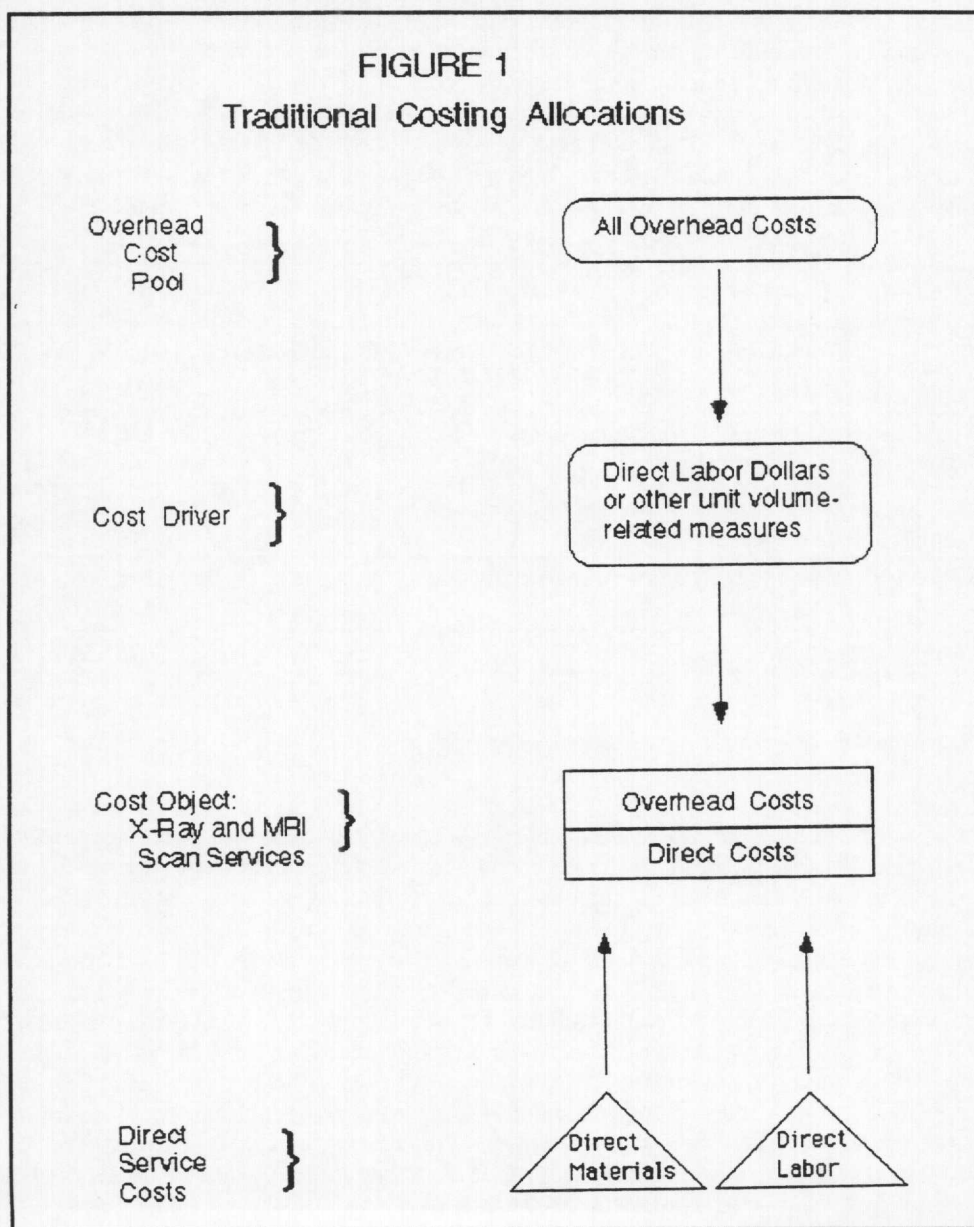 FIGURE 1
Traditional Costing Allocations
Overhead
Cost
Pool
All Overhead Costs
Cost Driver
Direct Labor Dollars
or other unit volume-
related measures
Cost Object:
X-Ray and MRI
Scan Services
Overhead Costs
Direct Costs
Direct
Service
Costs
Direct
Materials
Direct
Labor